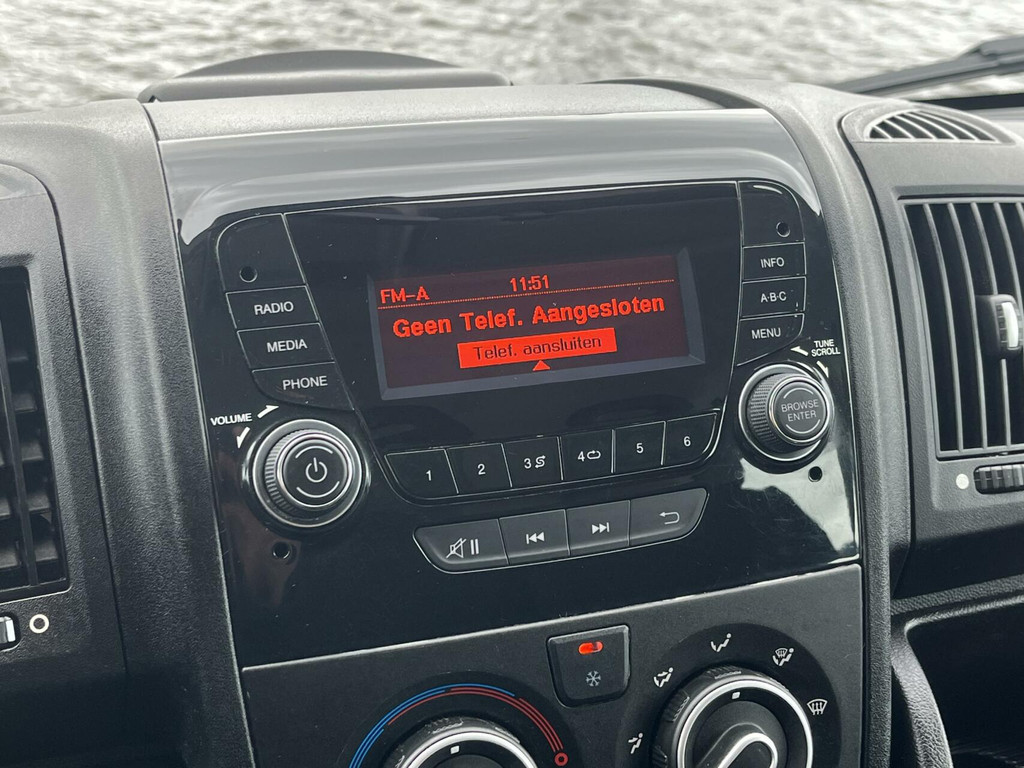 FM-A 11:51
Geen Telef. Aangesloten
Telef. aansluiten
RADIO
MEDIA
PHONE
INFO
A·B·C
MENU
TUNE
SCROLL
VOLUME
BROWSE
ENTER
1 2 3 4 5 6